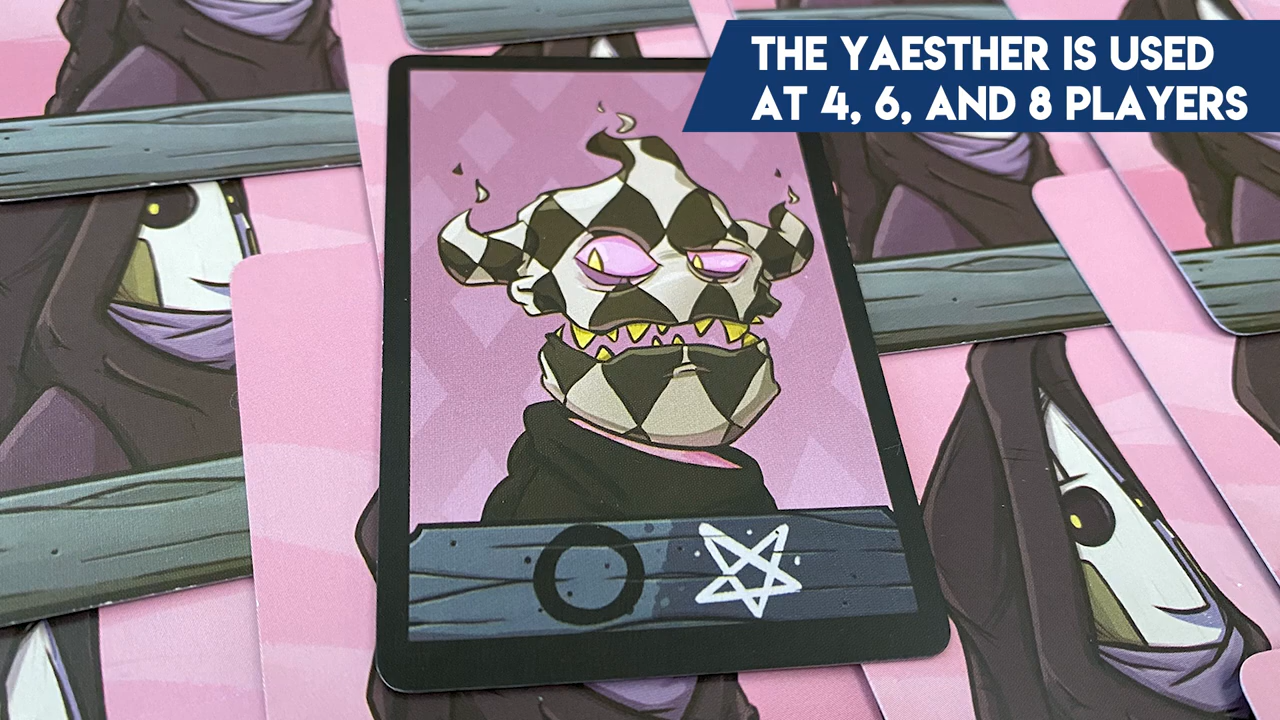 THE YAESTHER IS USED
AT 4, 6, AND 8 PLAYERS